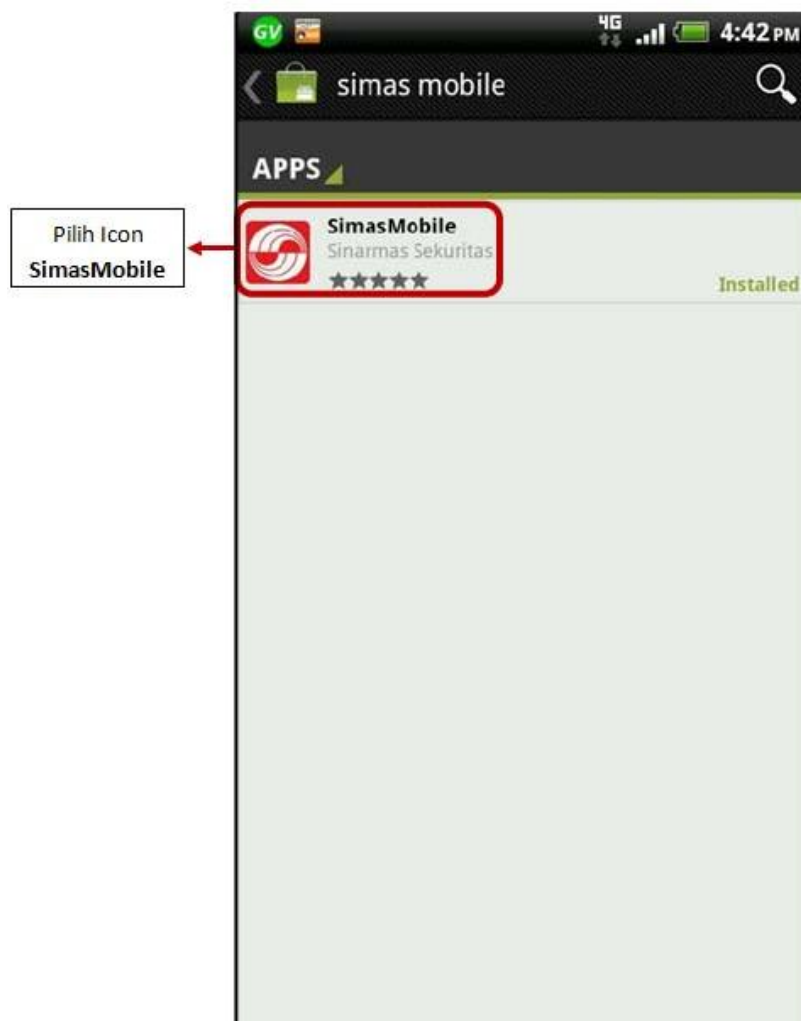 GV 4G 4:42 PM
simas mobile
APPS
Pilih Icon
SimasMobile
SimasMobile
Sinarmas Sekuritas
Installed